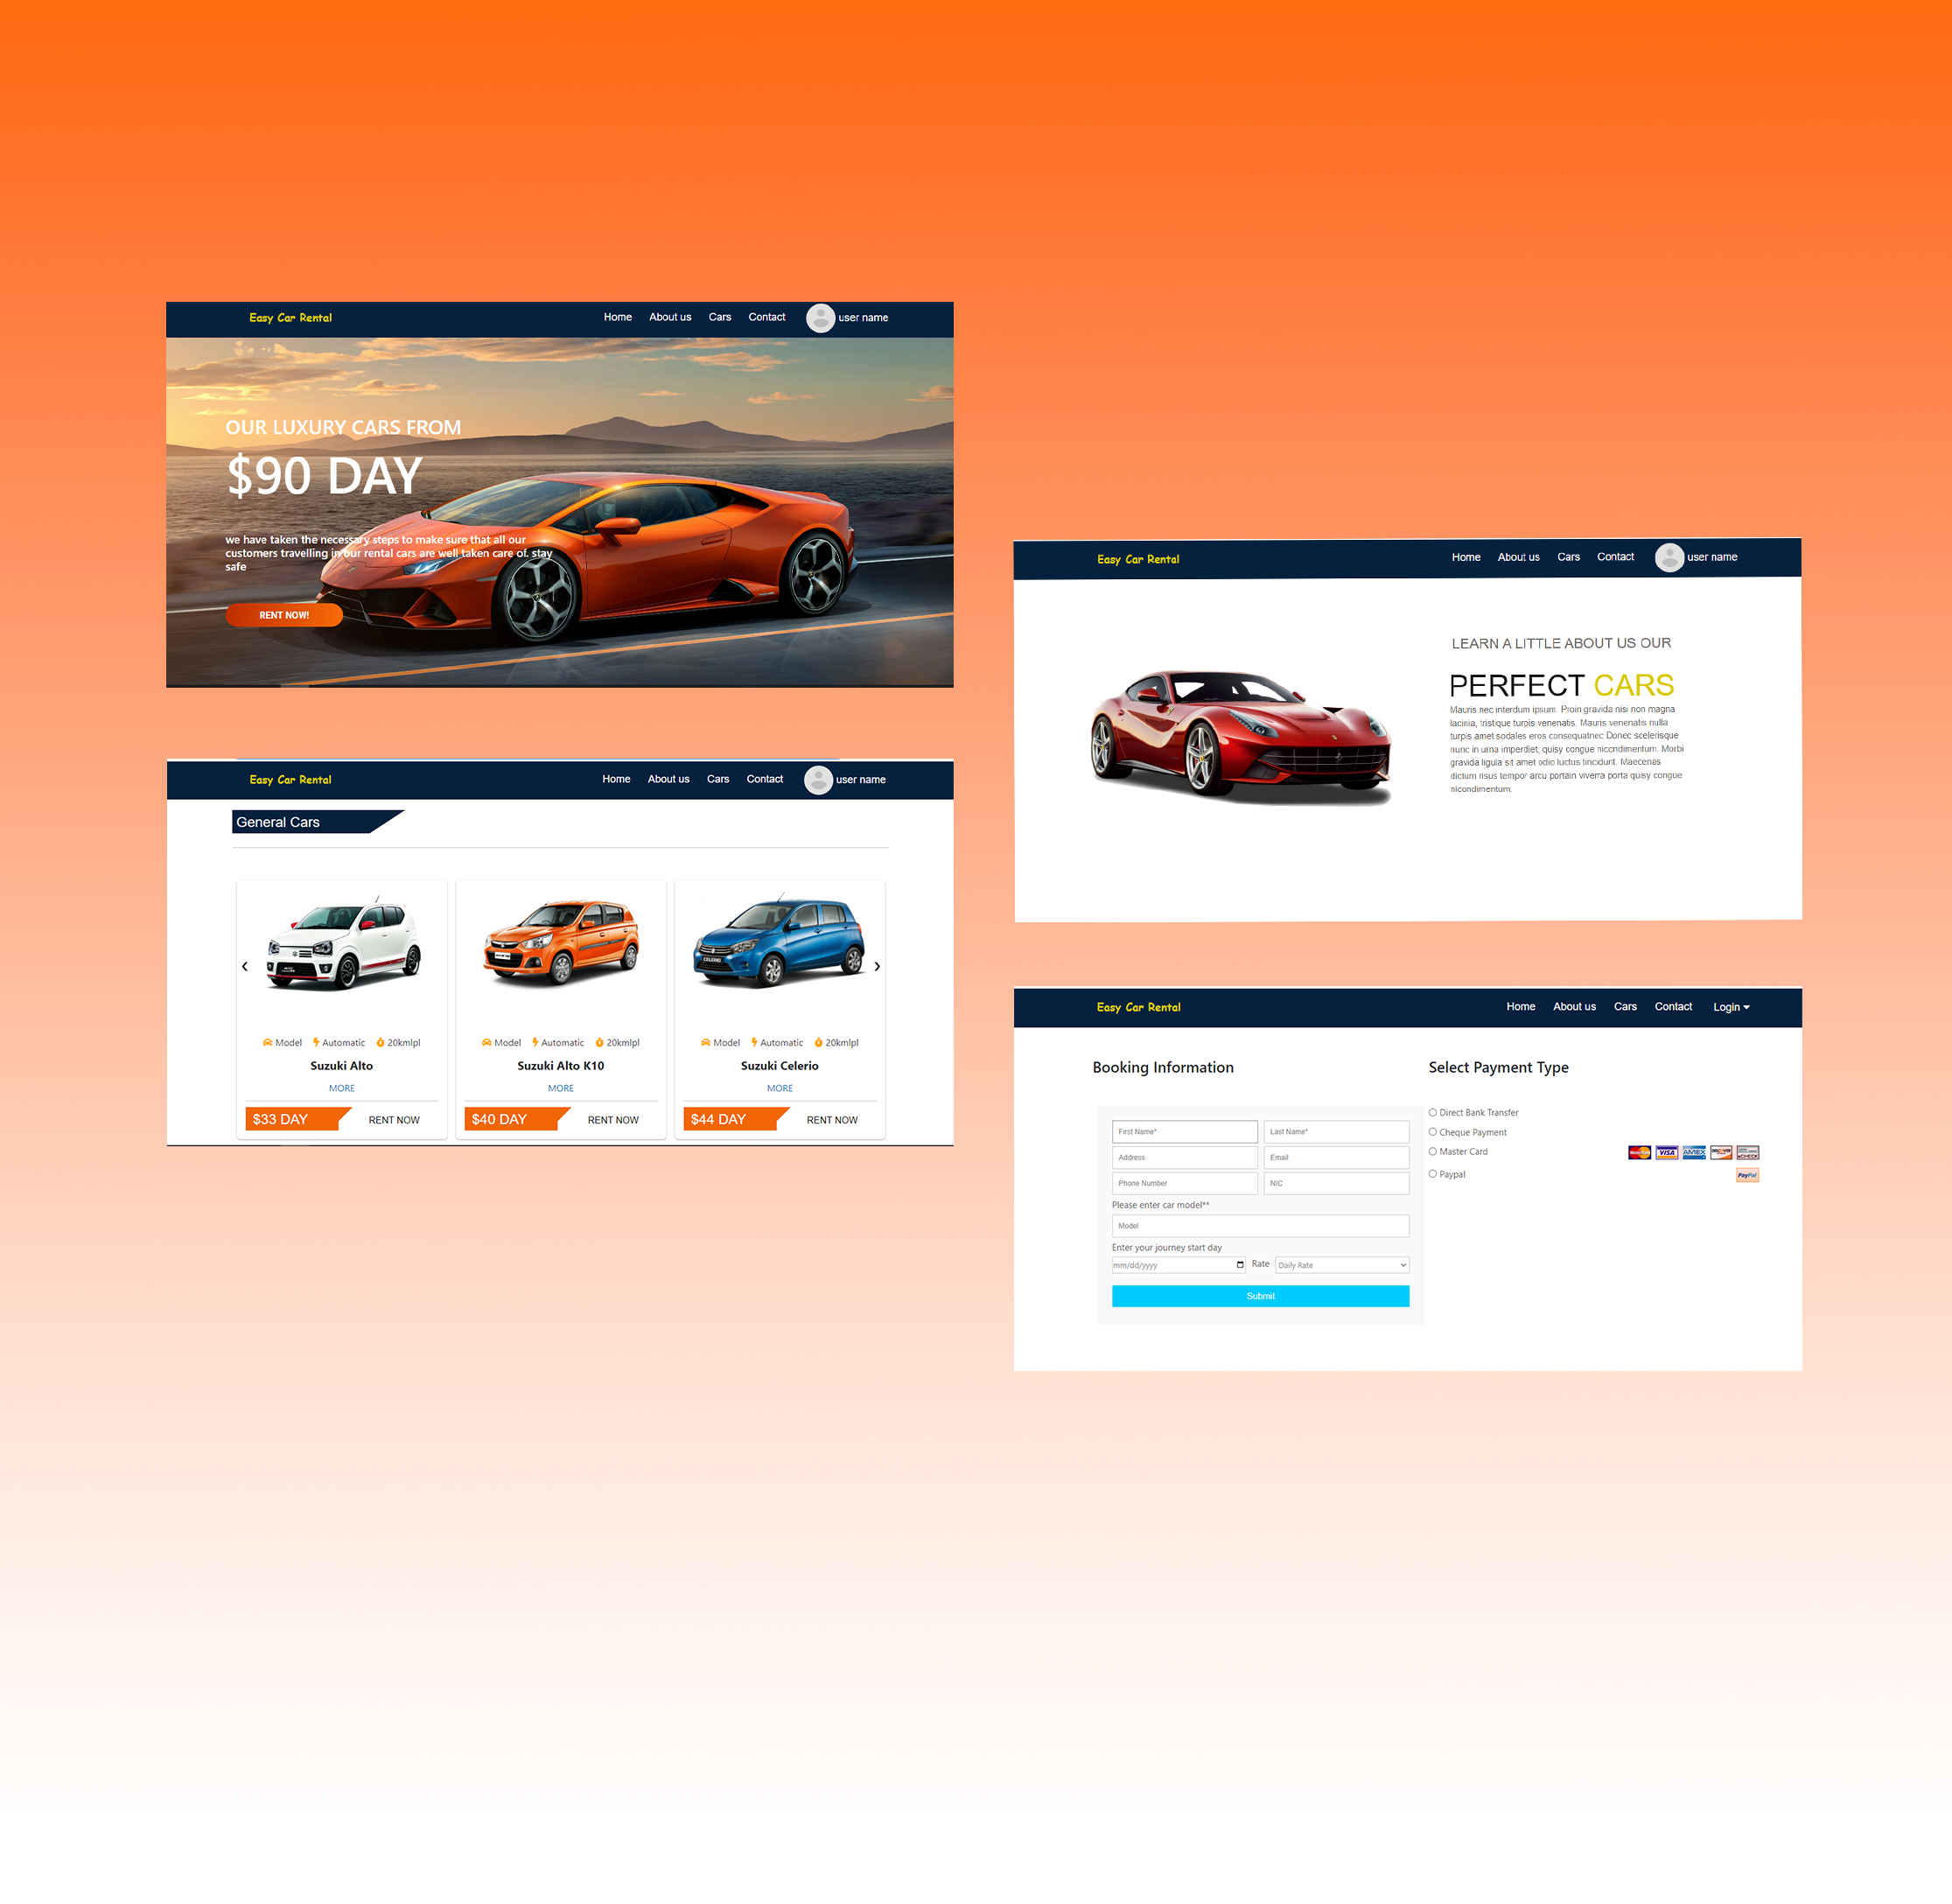 Easy Car Rental
Home About us Cars Contact user name
OUR LUXURY CARS FROM
$90 DAY
we have taken the necessary steps to make sure that all our
customers travelling in our rental cars are well taken care of. stay
safe
RENT NOW!
Easy Car Rental
Home About us Cars Contact user name
General Cars
CELERIO
Model Automatic 20kmlpl
Model Automatic 20kmlpl
Model Automatic 20kmlpl
Suzuki Alto
Suzuki Alto K10
Suzuki Celerio
MORE
MORE
MORE
$33 DAY RENT NOW
$40 DAY RENT NOW
$44 DAY RENT NOW
Easy Car Rental
Home About us Cars Contact user name
LEARN A LITTLE ABOUT US OUR
PERFECT CARS
Mauris nec interdum ipsum. Proin gravida nisi non magna
lacinia, tristique turpis venenatis. Mauris venenatis nulla
turpis amet sodales eros consequatnec Donec scelerisque
nunc in urna imperdiet, quisy congue nicondimentum. Morbi
gravida ligula sit amet odio luctus tincidunt. Maecenas
dictum risus tempor arcu portain viverra porta quisy congue
nicondimentum.
Easy Car Rental
Home About us Cars Contact Login
Booking Information
First Name* Last Name*
Address Email
Phone Number NIC
Please enter car model**
Model
Enter your journey start day
mm/dd/yyyy Rate Daily Rate
Submit
Select Payment Type
Direct Bank Transfer
Cheque Payment
Master Card
MasterCard VISA AMEX DISCOVER eCHECK
Paypal
PayPal